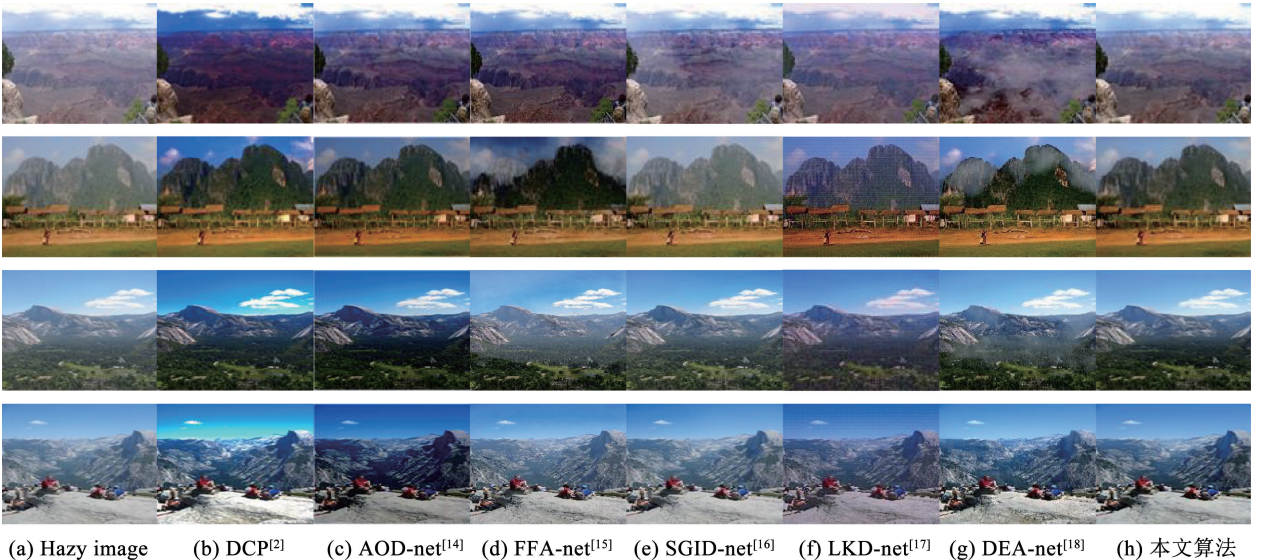 (a) Hazy image (b) DCP[2] (c) AOD-net[14] (d) FFA-net[15] (e) SGID-net[16] (f) LKD-net[17] (g) DEA-net[18] (h) 本文算法